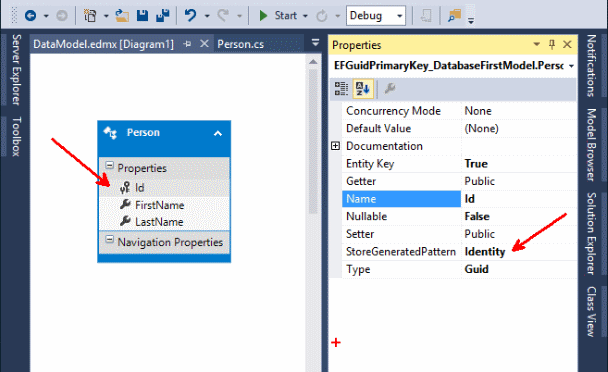 Start
Debug
Server Explorer
Toolbox
DataModel.edmx [Diagram1]
Person.cs
Person
Properties
Id
FirstName
LastName
Navigation Properties
Properties
EFGuidPrimaryKey_DatabaseFirstModel.Perso
Concurrency Mode None
Default Value (None)
Documentation
Entity Key True
Getter Public
Name Id
Nullable False
Setter Public
StoreGeneratedPattern Identity
Type Guid
Notifications
Model Browser
Solution Explorer
Class View